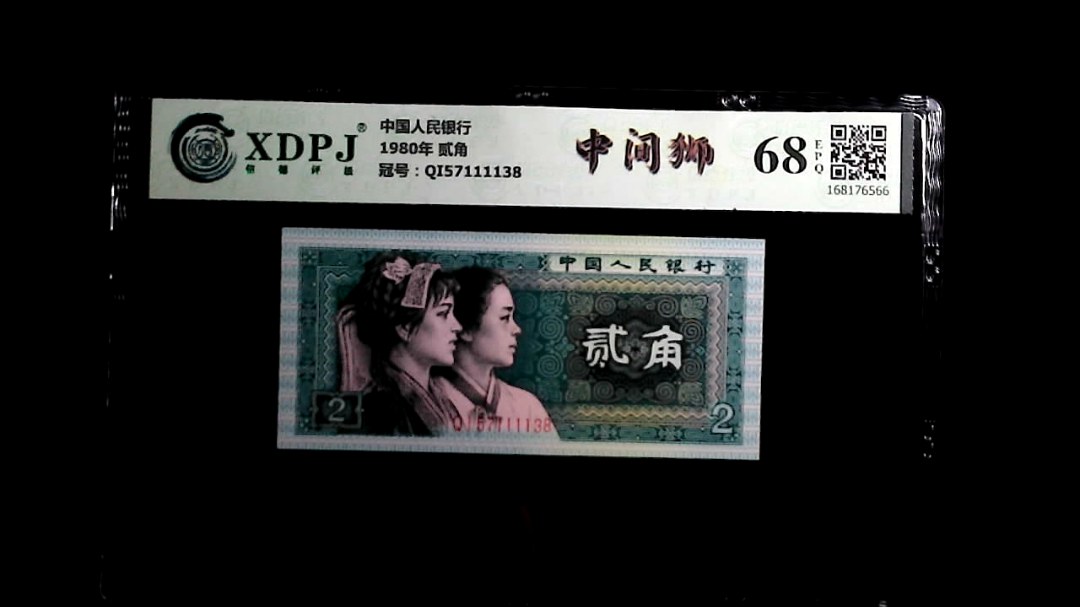 XDPJ®
信德评级
中国人民银行
1980年 贰角
冠号：QI57111138
中间狮
68
EPQ
168176566
中国人民银行
贰角
2
QI57111138
2